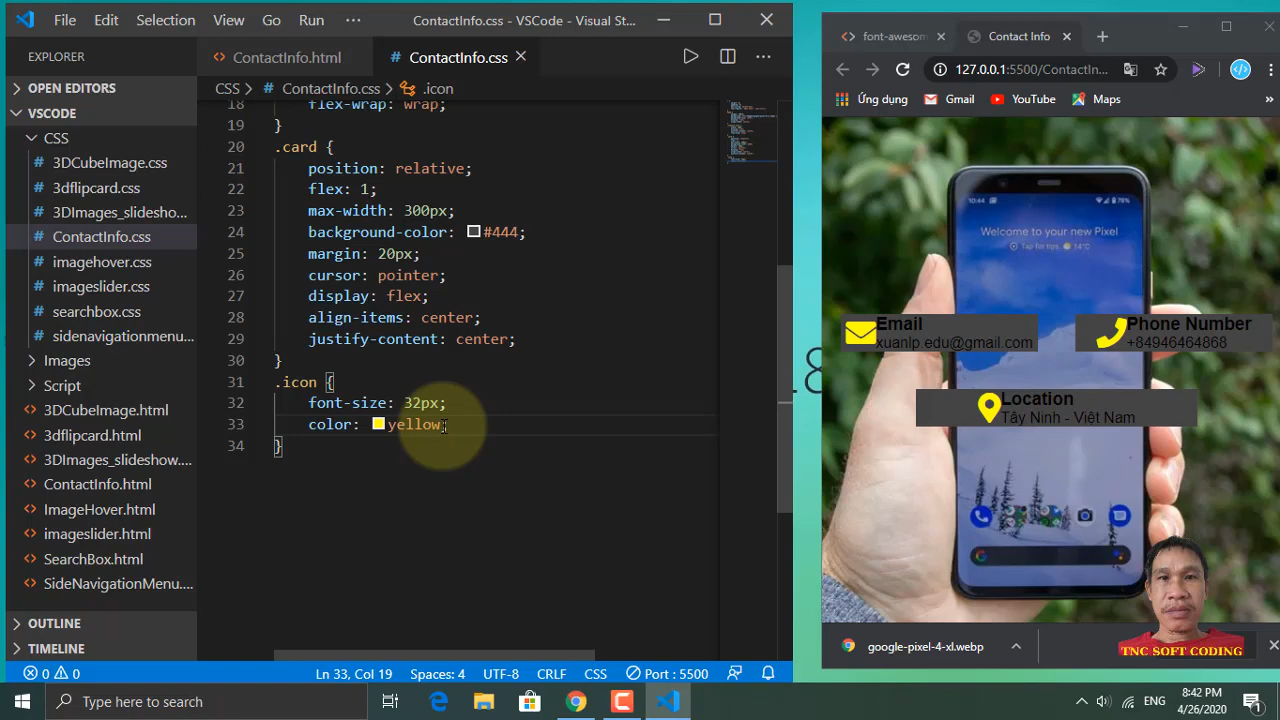 File Edit Selection View Go Run ··· ContactInfo.css - VSCode - Visual St...
EXPLORER
OPEN EDITORS
VSCODE
CSS
3DCubeImage.css
3dflipcard.css
3DImages_slidesho...
ContactInfo.css
imagehover.css
imageslider.css
searchbox.css
sidenavigationmenu...
Images
Script
3DCubeImage.html
3dflipcard.html
3DImages_slideshow....
ContactInfo.html
ImageHover.html
imageslider.html
SearchBox.html
SideNavigationMenu....
OUTLINE
TIMELINE
ContactInfo.html # ContactInfo.css
CSS > # ContactInfo.css > .icon
18 flex-wrap: wrap;
19 }
20 .card {
21 position: relative;
22 flex: 1;
23 max-width: 300px;
24 background-color: #444;
25 margin: 20px;
26 cursor: pointer;
27 display: flex;
28 align-items: center;
29 justify-content: center;
30 }
31 .icon {
32 font-size: 32px;
33 color: yellow;
34 }
0 0 Ln 33, Col 19 Spaces: 4 UTF-8 CRLF CSS Port : 5500
font-awesom Contact Info
127.0.0.1:5500/ContactIn...
Ứng dụng Gmail YouTube Maps »
10:44 78%
Welcome to your new Pixel
Tap for tips. 14°C
Email
xuanlp.edu@gmail.com
Phone Number
+84946464868
Location
Tây Ninh - Việt Nam
TNC SOFT CODING
google-pixel-4-xl.webp
Type here to search
ENG
8:42 PM
4/26/2020
1